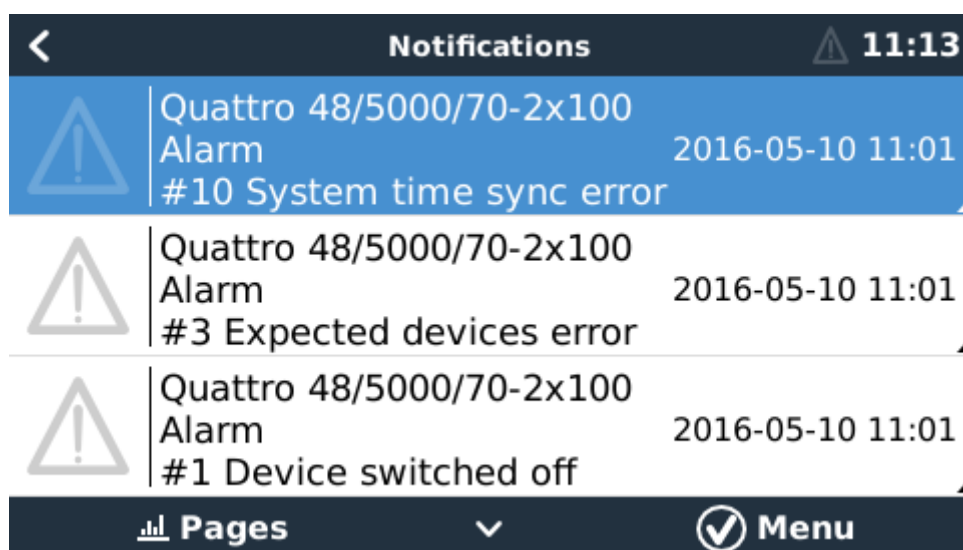 Notifications 11:13
Quattro 48/5000/70-2x100
Alarm 2016-05-10 11:01
#10 System time sync error
Quattro 48/5000/70-2x100
Alarm 2016-05-10 11:01
#3 Expected devices error
Quattro 48/5000/70-2x100
Alarm 2016-05-10 11:01
#1 Device switched off
Pages Menu